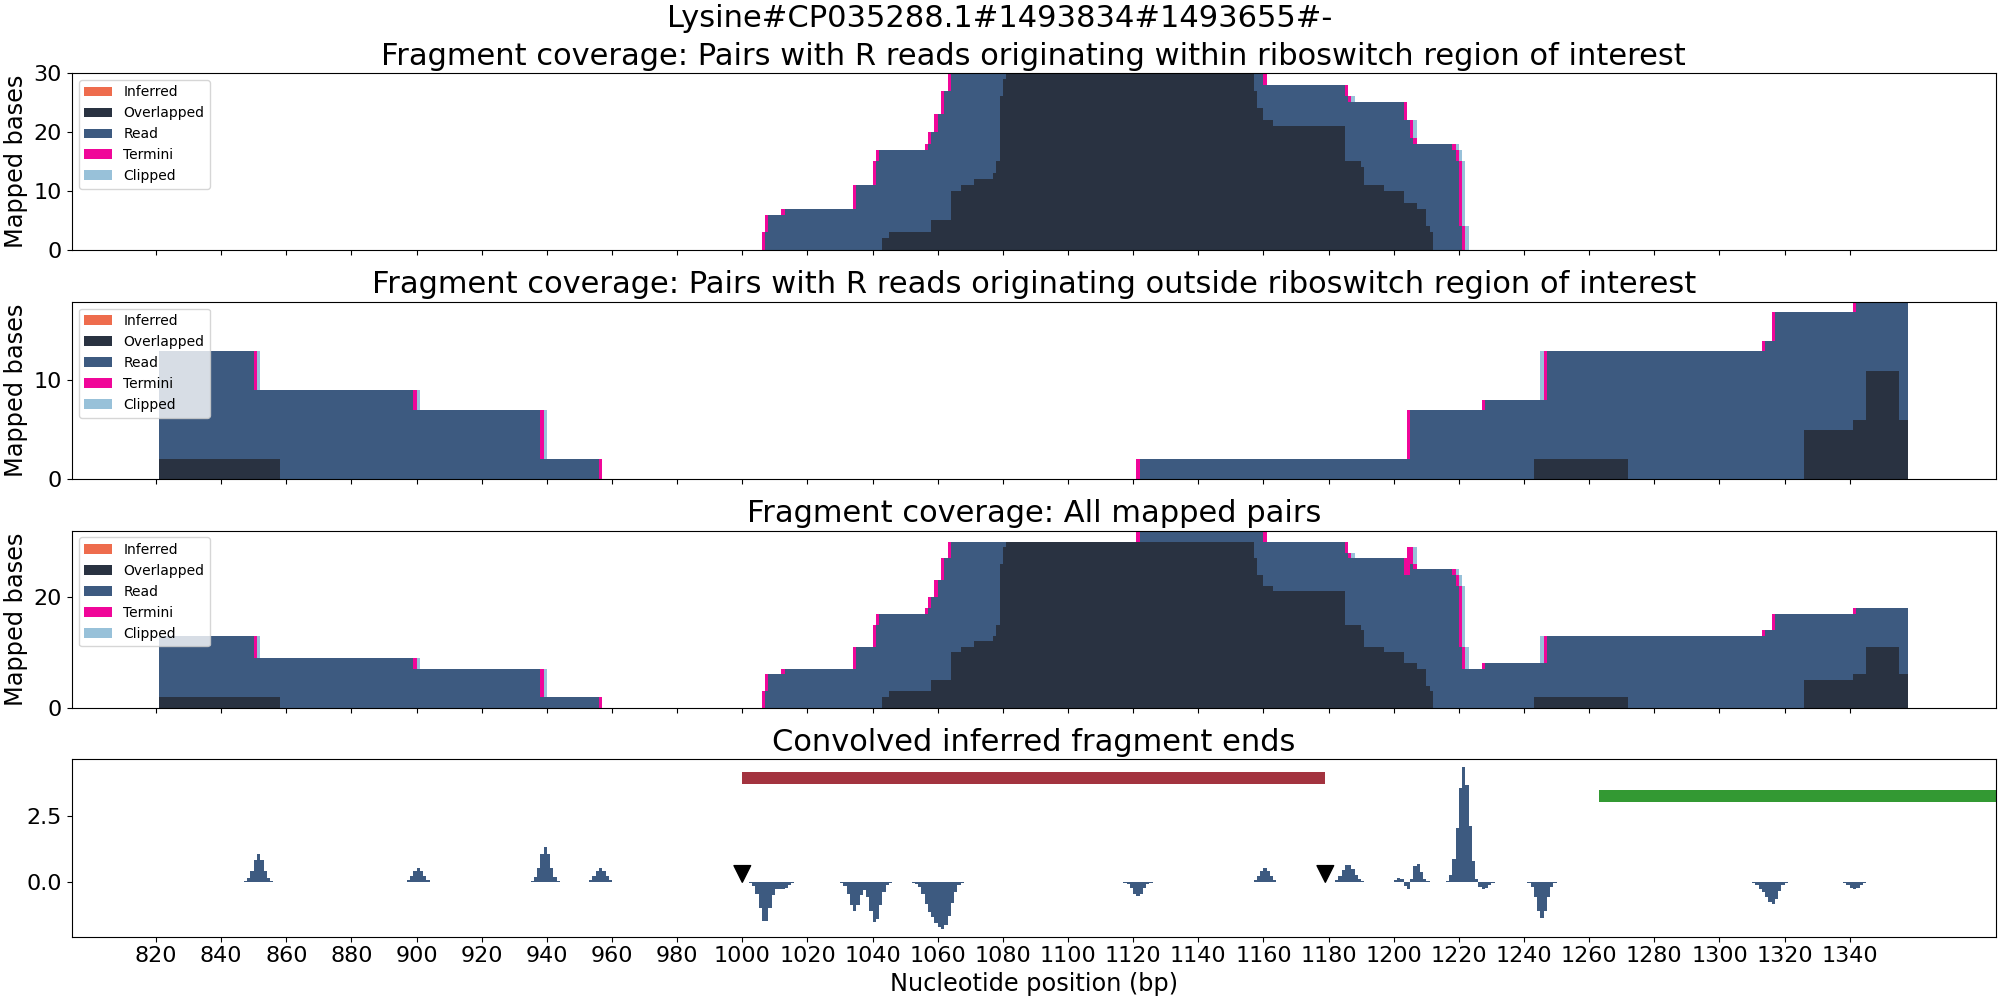 Lysine#CP035288.1#1493834#1493655#-
Fragment coverage: Pairs with R reads originating within riboswitch region of interest
Mapped bases
30
20
10
0
Inferred
Overlapped
Read
Termini
Clipped
Fragment coverage: Pairs with R reads originating outside riboswitch region of interest
Mapped bases
10
0
Inferred
Overlapped
Read
Termini
Clipped
Fragment coverage: All mapped pairs
Mapped bases
20
0
Inferred
Overlapped
Read
Termini
Clipped
Convolved inferred fragment ends
2.5
0.0
820 840 860 880 900 920 940 960 980 1000 1020 1040 1060 1080 1100 1120 1140 1160 1180 1200 1220 1240 1260 1280 1300 1320 1340
Nucleotide position (bp)